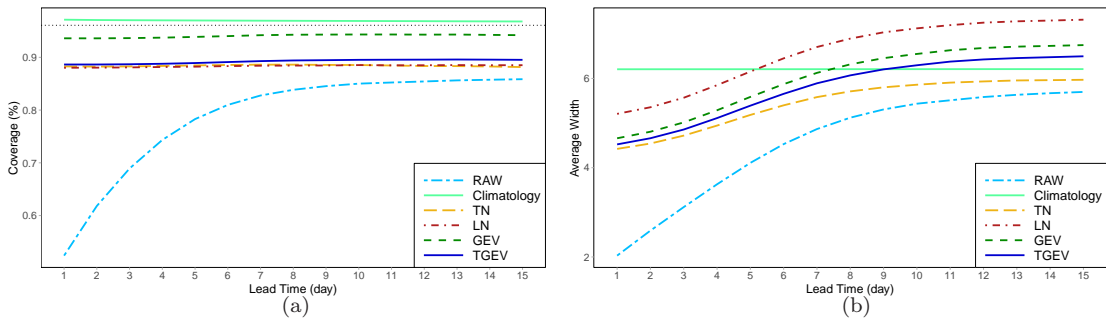 0.9
0.8
0.7
0.6
Coverage (%)
RAW
Climatology
TN
LN
GEV
TGEV
1 2 3 4 5 6 7 8 9 10 11 12 13 14 15
Lead Time (day)
(a)
6
4
2
Average Width
RAW
Climatology
TN
LN
GEV
TGEV
1 2 3 4 5 6 7 8 9 10 11 12 13 14 15
Lead Time (day)
(b)